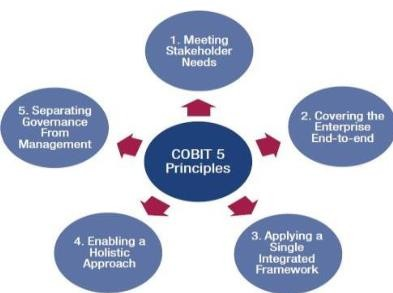 1. Meeting
Stakeholder
Needs
2. Covering the
Enterprise
End-to-end
3. Applying a
Single
Integrated
Framework
4. Enabling a
Holistic
Approach
5. Separating
Governance
From
Management
COBIT 5
Principles